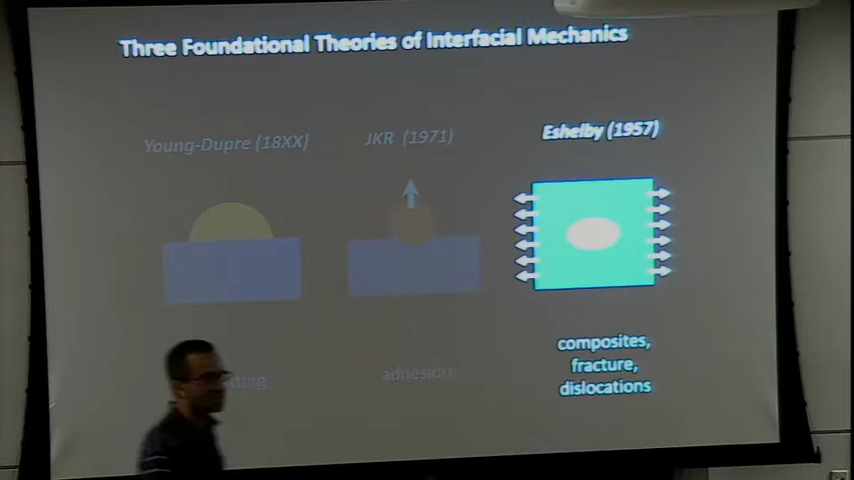 Three Foundational Theories of Interfacial Mechanics
Young-Dupre (18XX)
JKR (1971)
Eshelby (1957)
adhesion
composites,
fracture,
dislocations